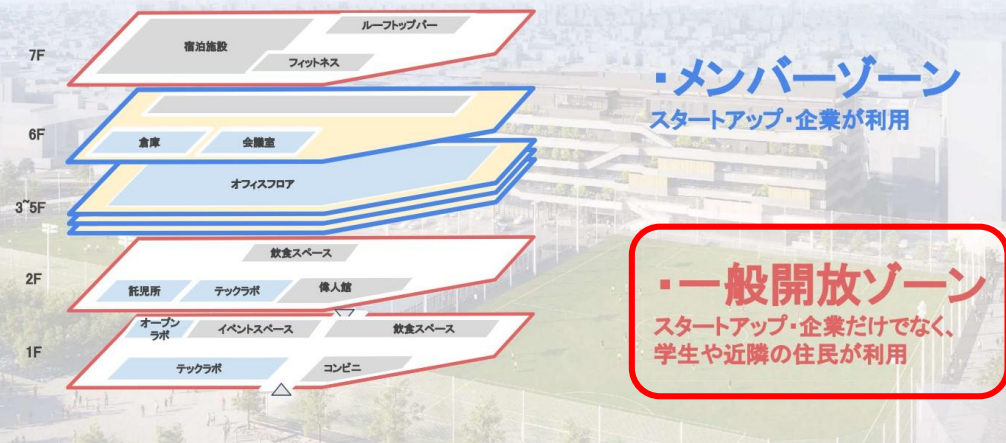 7F
宿泊施設
ルーフトップバー
フィットネス
6F
倉庫
会議室
3~5F
オフィスフロア
2F
飲食スペース
託児所
テックラボ
偉人館
1F
オープン
ラボ
イベントスペース
飲食スペース
テックラボ
コンビニ
・メンバーゾーン
スタートアップ・企業が利用
・一般開放ゾーン
スタートアップ・企業だけでなく、
学生や近隣の住民が利用